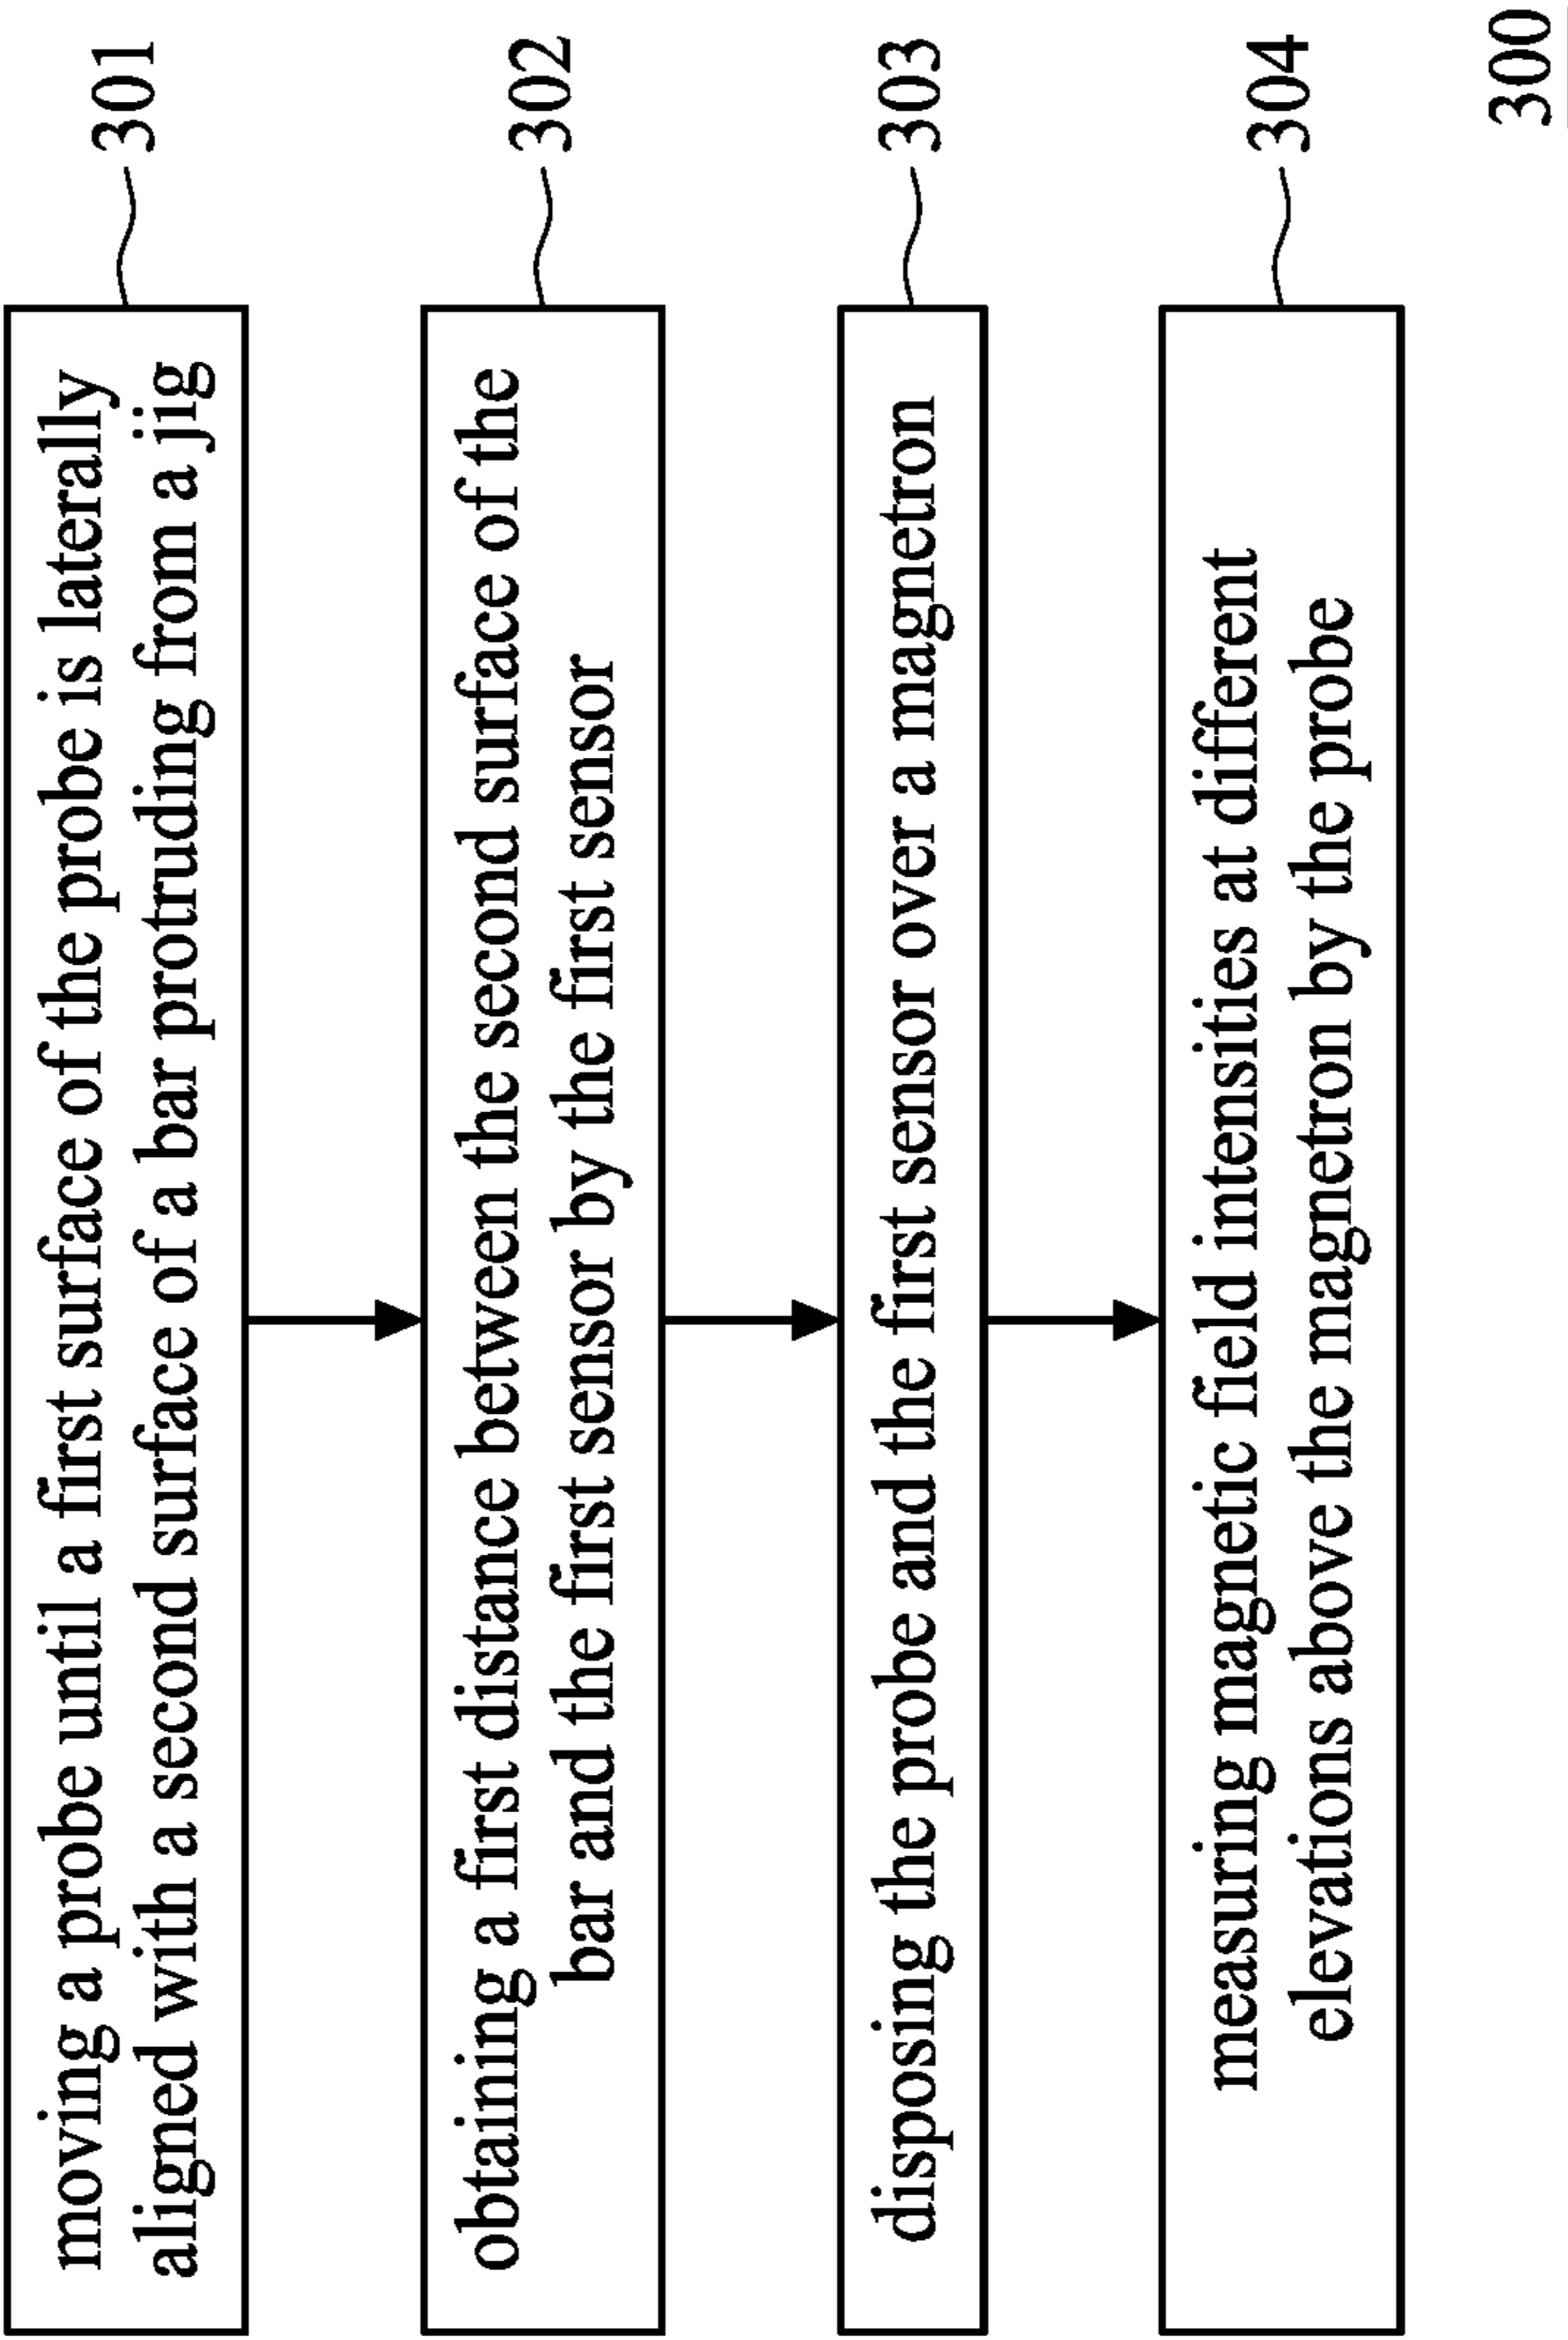 moving a probe until a first surface of the probe is laterally
aligned with a second surface of a bar protruding from a jig
301
obtaining a first distance between the second surface of the
bar and the first sensor by the first sensor
302
disposing the probe and the first sensor over a magnetron
303
measuring magnetic field intensities at different
elevations above the magnetron by the probe
304
300